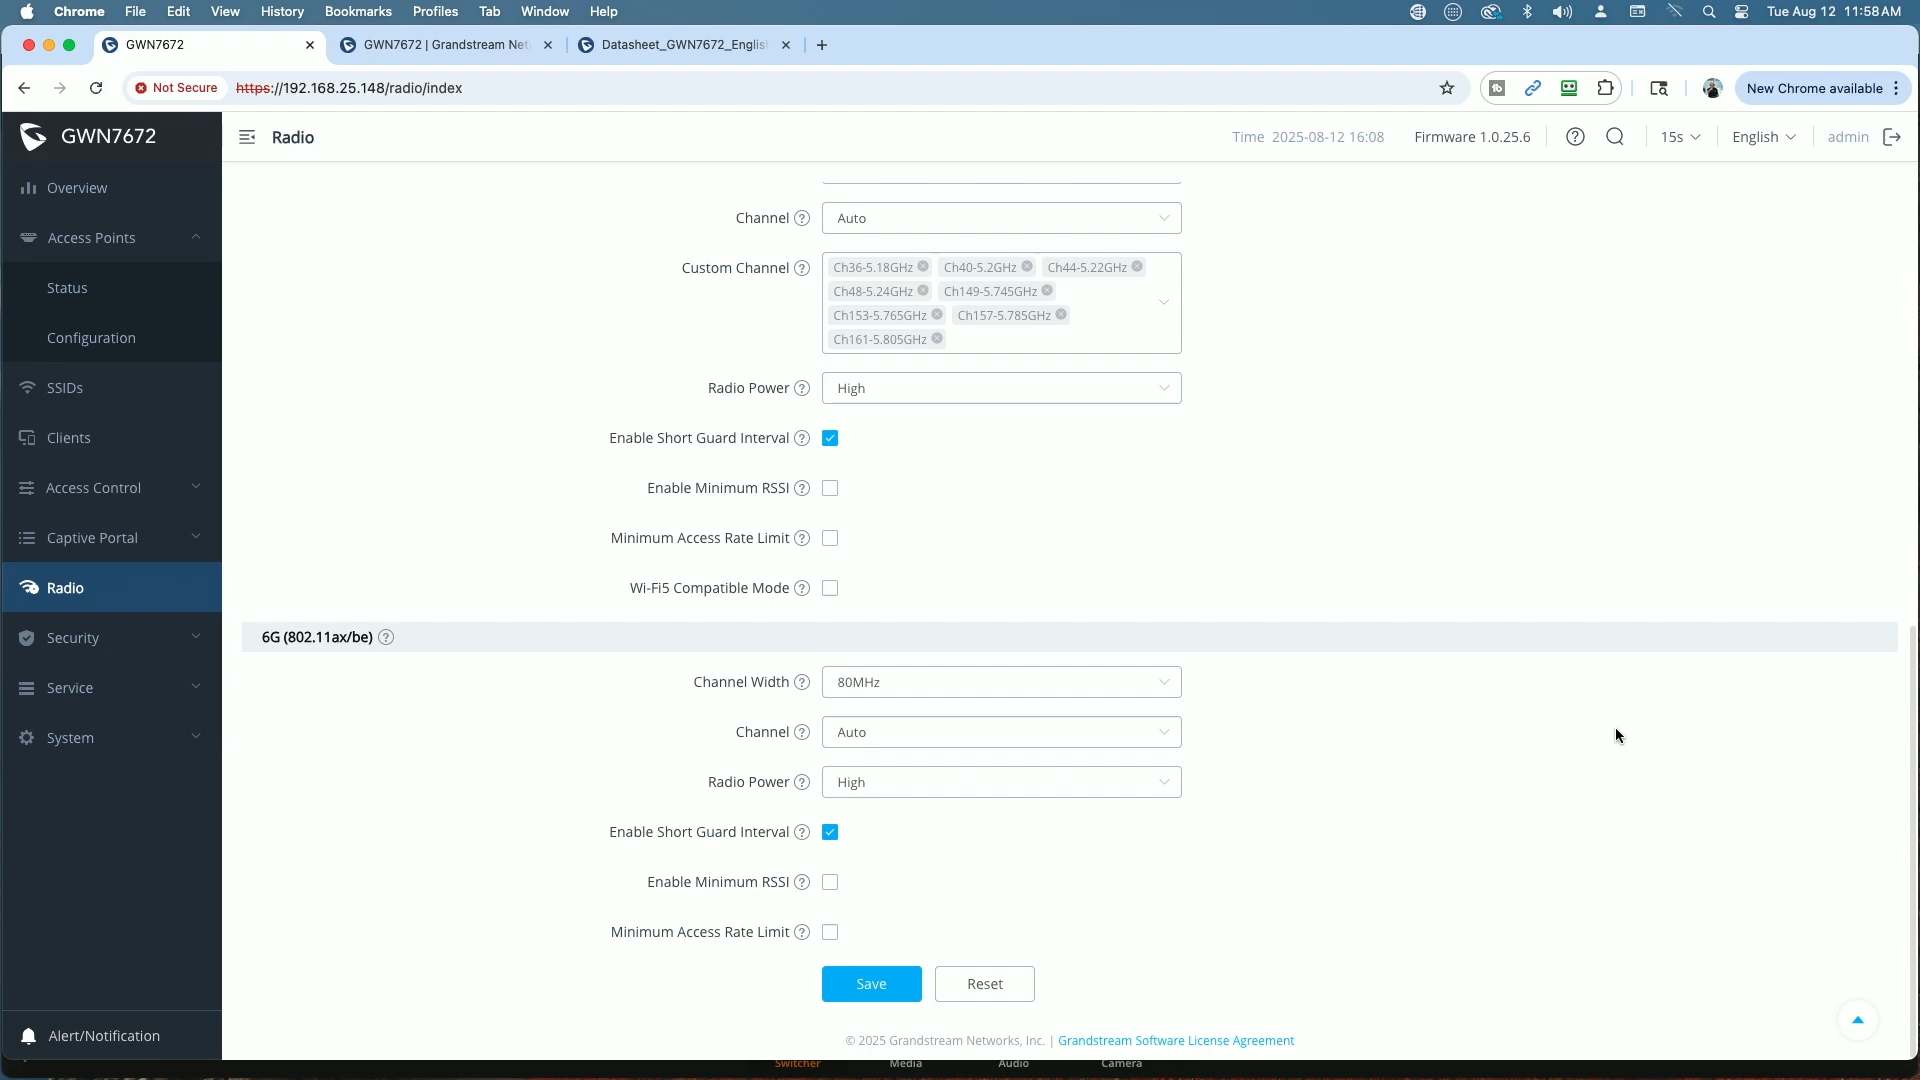 Chrome File Edit View History Bookmarks Profiles Tab Window Help Tue Aug 12 11:58 AM
GWN7672 GWN7672 | Grandstream Net Datasheet_GWN7672_English
Not Secure https://192.168.25.148/radio/index New Chrome available
GWN7672 Radio Time 2025-08-12 16:08 Firmware 1.0.25.6 15s English admin
Overview
Access Points
Status
Configuration
SSIDs
Clients
Access Control
Captive Portal
Radio
Security
Service
System
Alert/Notification
Channel Auto
Custom Channel Ch36-5.18GHz Ch40-5.2GHz Ch44-5.22GHz
Ch48-5.24GHz Ch149-5.745GHz
Ch153-5.765GHz Ch157-5.785GHz
Ch161-5.805GHz
Radio Power High
Enable Short Guard Interval
Enable Minimum RSSI
Minimum Access Rate Limit
Wi-Fi5 Compatible Mode
6G (802.11ax/be)
Channel Width 80MHz
Channel Auto
Radio Power High
Enable Short Guard Interval
Enable Minimum RSSI
Minimum Access Rate Limit
Save Reset
© 2025 Grandstream Networks, Inc. | Grandstream Software License Agreement
Switcher Media Audio Camera